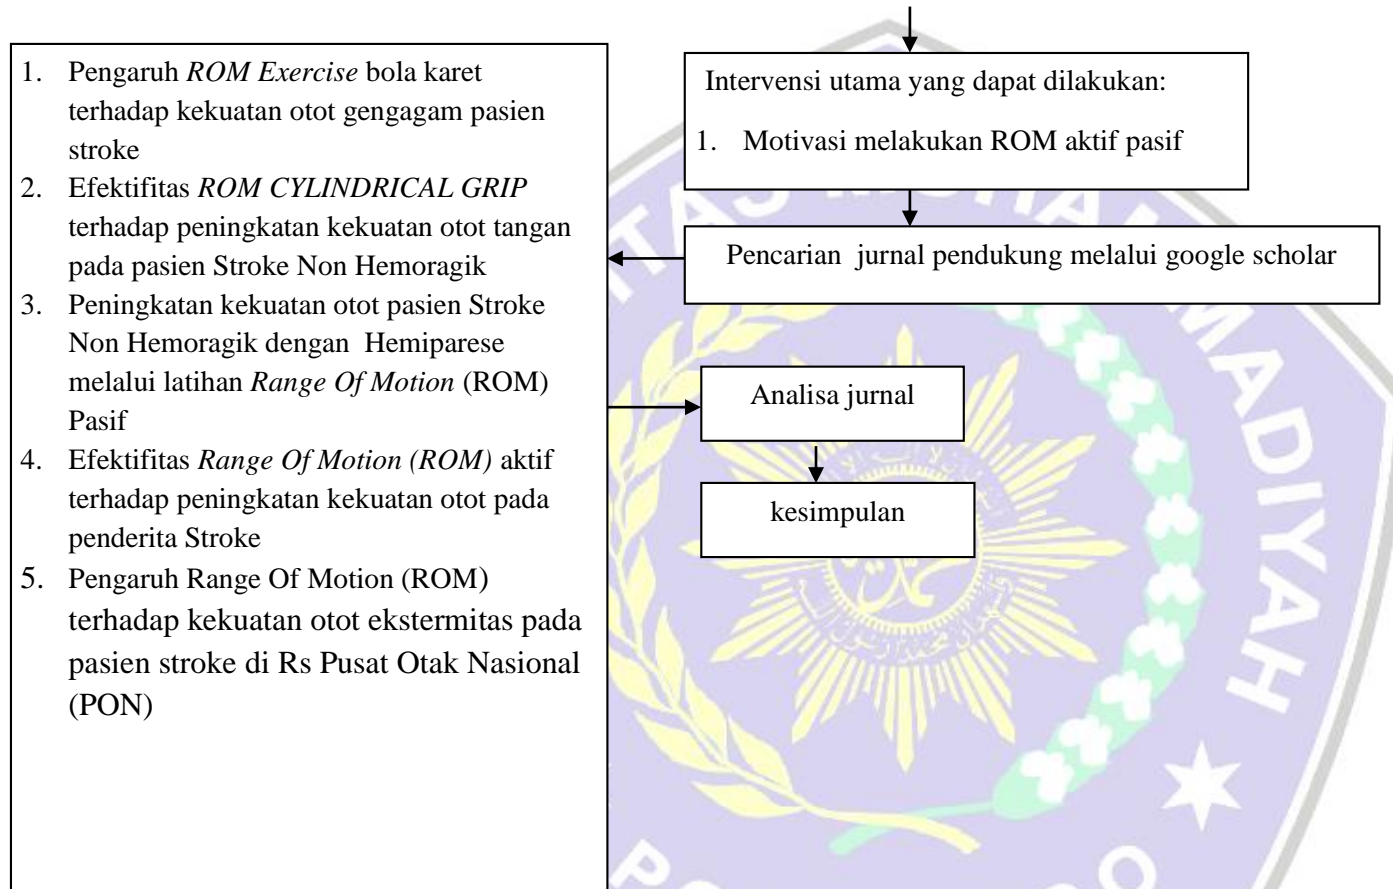 Intervensi utama yang dapat dilakukan:
1. Motivasi melakukan ROM aktif pasif
Pencarian jurnal pendukung melalui google scholar
1. Pengaruh ROM Exercise bola karet
terhadap kekuatan otot gengagam pasien
stroke
2. Efektifitas ROM CYLINDRICAL GRIP
terhadap peningkatan kekuatan otot tangan
pada pasien Stroke Non Hemoragik
3. Peningkatan kekuatan otot pasien Stroke
Non Hemoragik dengan Hemiparese
melalui latihan Range Of Motion (ROM)
Pasif
4. Efektifitas Range Of Motion (ROM) aktif
terhadap peningkatan kekuatan otot pada
penderita Stroke
5. Pengaruh Range Of Motion (ROM)
terhadap kekuatan otot ekstermitas pada
pasien stroke di Rs Pusat Otak Nasional
(PON)
Analisa jurnal
kesimpulan